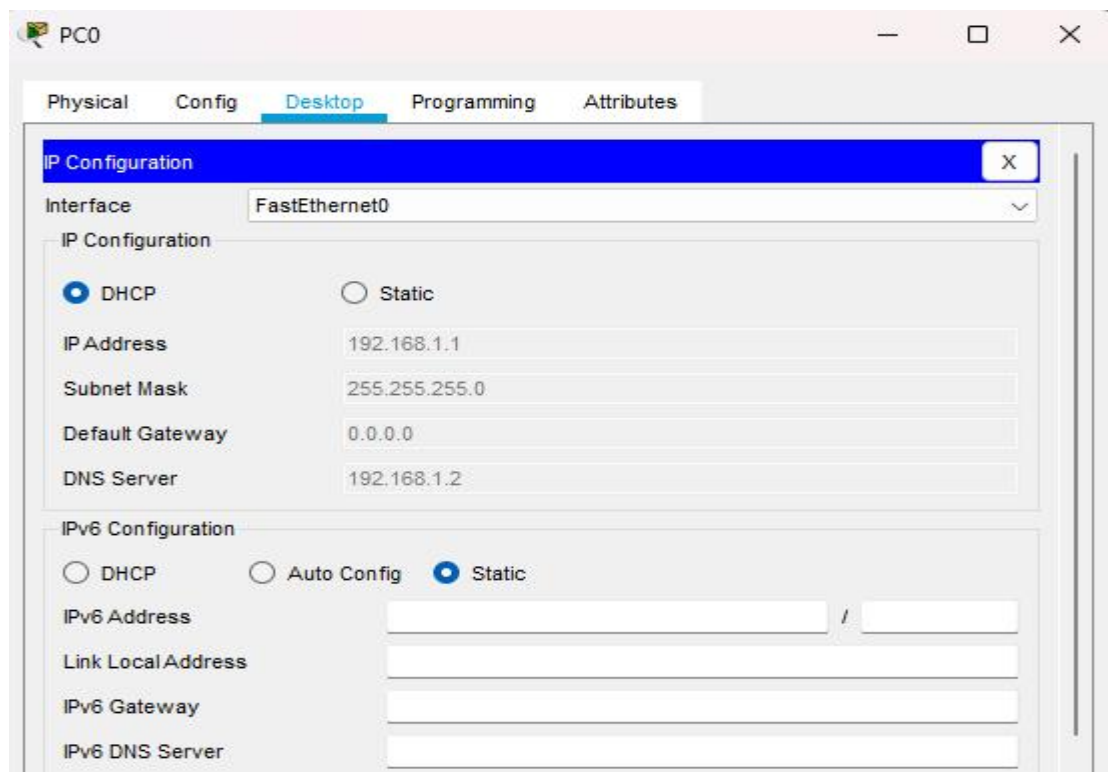 PC0
Physical Config Desktop Programming Attributes
IP Configuration X
Interface FastEthernet0
IP Configuration
DHCP Static
IP Address 192.168.1.1
Subnet Mask 255.255.255.0
Default Gateway 0.0.0.0
DNS Server 192.168.1.2
IPv6 Configuration
DHCP Auto Config Static
IPv6 Address /
Link Local Address
IPv6 Gateway
IPv6 DNS Server